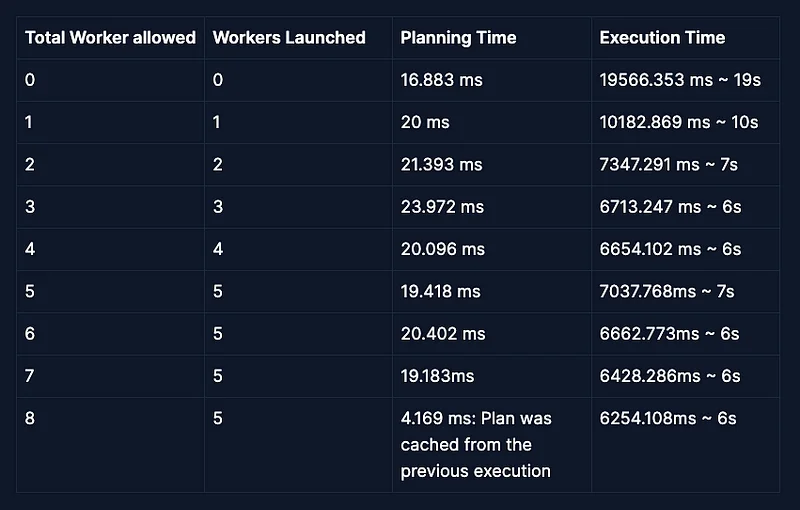 Total Worker allowed Workers Launched Planning Time Execution Time
0 0 16.883 ms 19566.353 ms ~ 19s
1 1 20 ms 10182.869 ms ~ 10s
2 2 21.393 ms 7347.291 ms ~ 7s
3 3 23.972 ms 6713.247 ms ~ 6s
4 4 20.096 ms 6654.102 ms ~ 6s
5 5 19.418 ms 7037.768ms ~ 7s
6 5 20.402 ms 6662.773ms ~ 6s
7 5 19.183ms 6428.286ms ~ 6s
8 5 4.169 ms: Plan was 6254.108ms ~ 6s
cached from the
previous execution